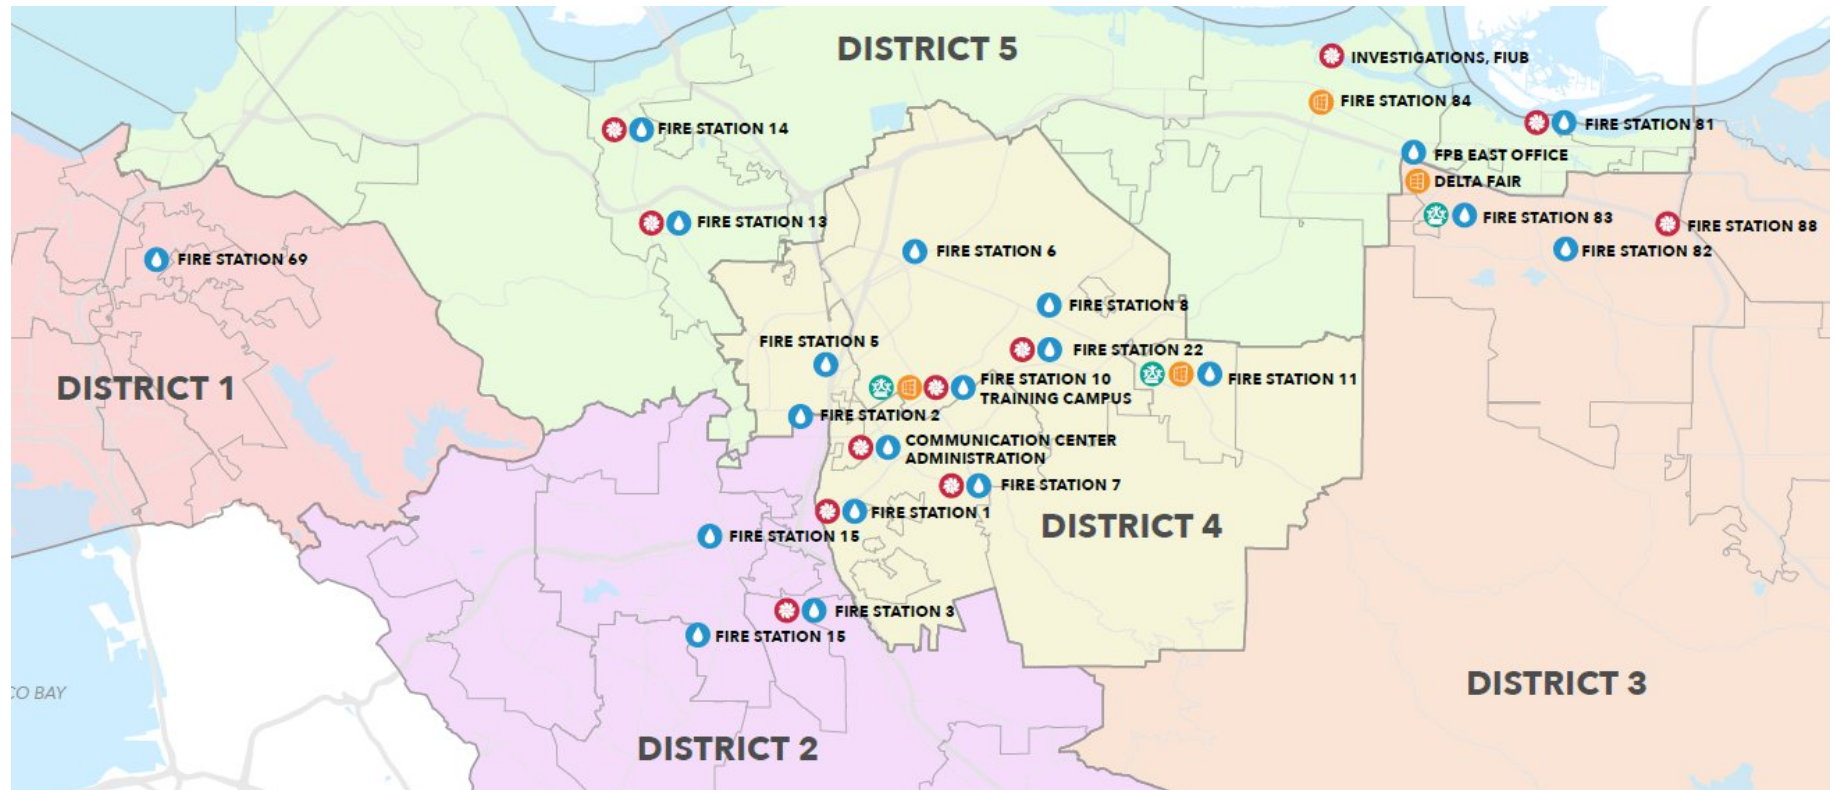 DISTRICT 5
INVESTIGATIONS, FIUB
FIRE STATION 84
FIRE STATION 14
FIRE STATION 81
FPB EAST OFFICE
DELTA FAIR
FIRE STATION 13
FIRE STATION 83
FIRE STATION 88
FIRE STATION 69
FIRE STATION 6
FIRE STATION 82
FIRE STATION 8
FIRE STATION 5
FIRE STATION 22
DISTRICT 1
FIRE STATION 10
TRAINING CAMPUS
FIRE STATION 11
FIRE STATION 2
COMMUNICATION CENTER
ADMINISTRATION
FIRE STATION 7
FIRE STATION 1
DISTRICT 4
FIRE STATION 15
FIRE STATION 3
FIRE STATION 15
CO BAY
DISTRICT 3
DISTRICT 2